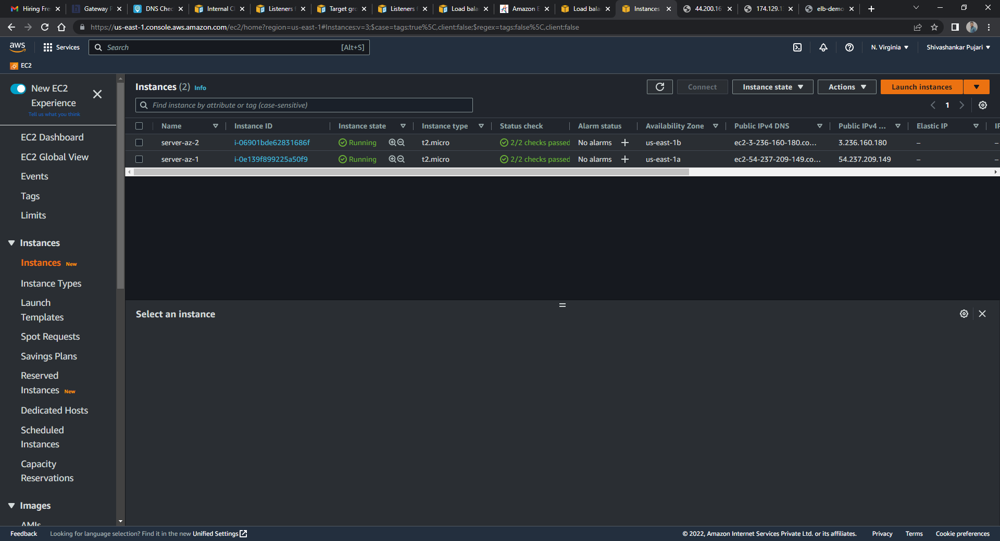 Hiring Fre
Gateway P
DNS Chec
Internal Cl
Listeners f
Target gro
Listeners f
Load bala
Amazon E
Load bala
Instances
44.200.16
174.129.1
elb-demo
https://us-east-1.console.aws.amazon.com/ec2/home?region=us-east-1#Instances:v=3;$case=tags:true%5C,client:false;$regex=tags:false%5C,client:false
aws
Services
Search
[Alt+S]
N. Virginia
Shivashankar Pujari
EC2
New EC2
Experience
Tell us what you think
EC2 Dashboard
EC2 Global View
Events
Tags
Limits
Instances
Instances New
Instance Types
Launch
Templates
Spot Requests
Savings Plans
Reserved
Instances New
Dedicated Hosts
Scheduled
Instances
Capacity
Reservations
Images
AMIs
Instances (2) Info
Connect
Instance state
Actions
Launch instances
Find instance by attribute or tag (case-sensitive)
1
Name Instance ID Instance state Instance type Status check Alarm status Availability Zone Public IPv4 DNS Public IPv4 ... Elastic IP IP
server-az-2 i-06901bde62831686f Running t2.micro 2/2 checks passed No alarms + us-east-1b ec2-3-236-160-180.co... 3.236.160.180 – –
server-az-1 i-0e139f899225a50f9 Running t2.micro 2/2 checks passed No alarms + us-east-1a ec2-54-237-209-149.co... 54.237.209.149 – –
Select an instance
Feedback
Looking for language selection? Find it in the new Unified Settings
© 2022, Amazon Internet Services Private Ltd. or its affiliates.
Privacy
Terms
Cookie preferences